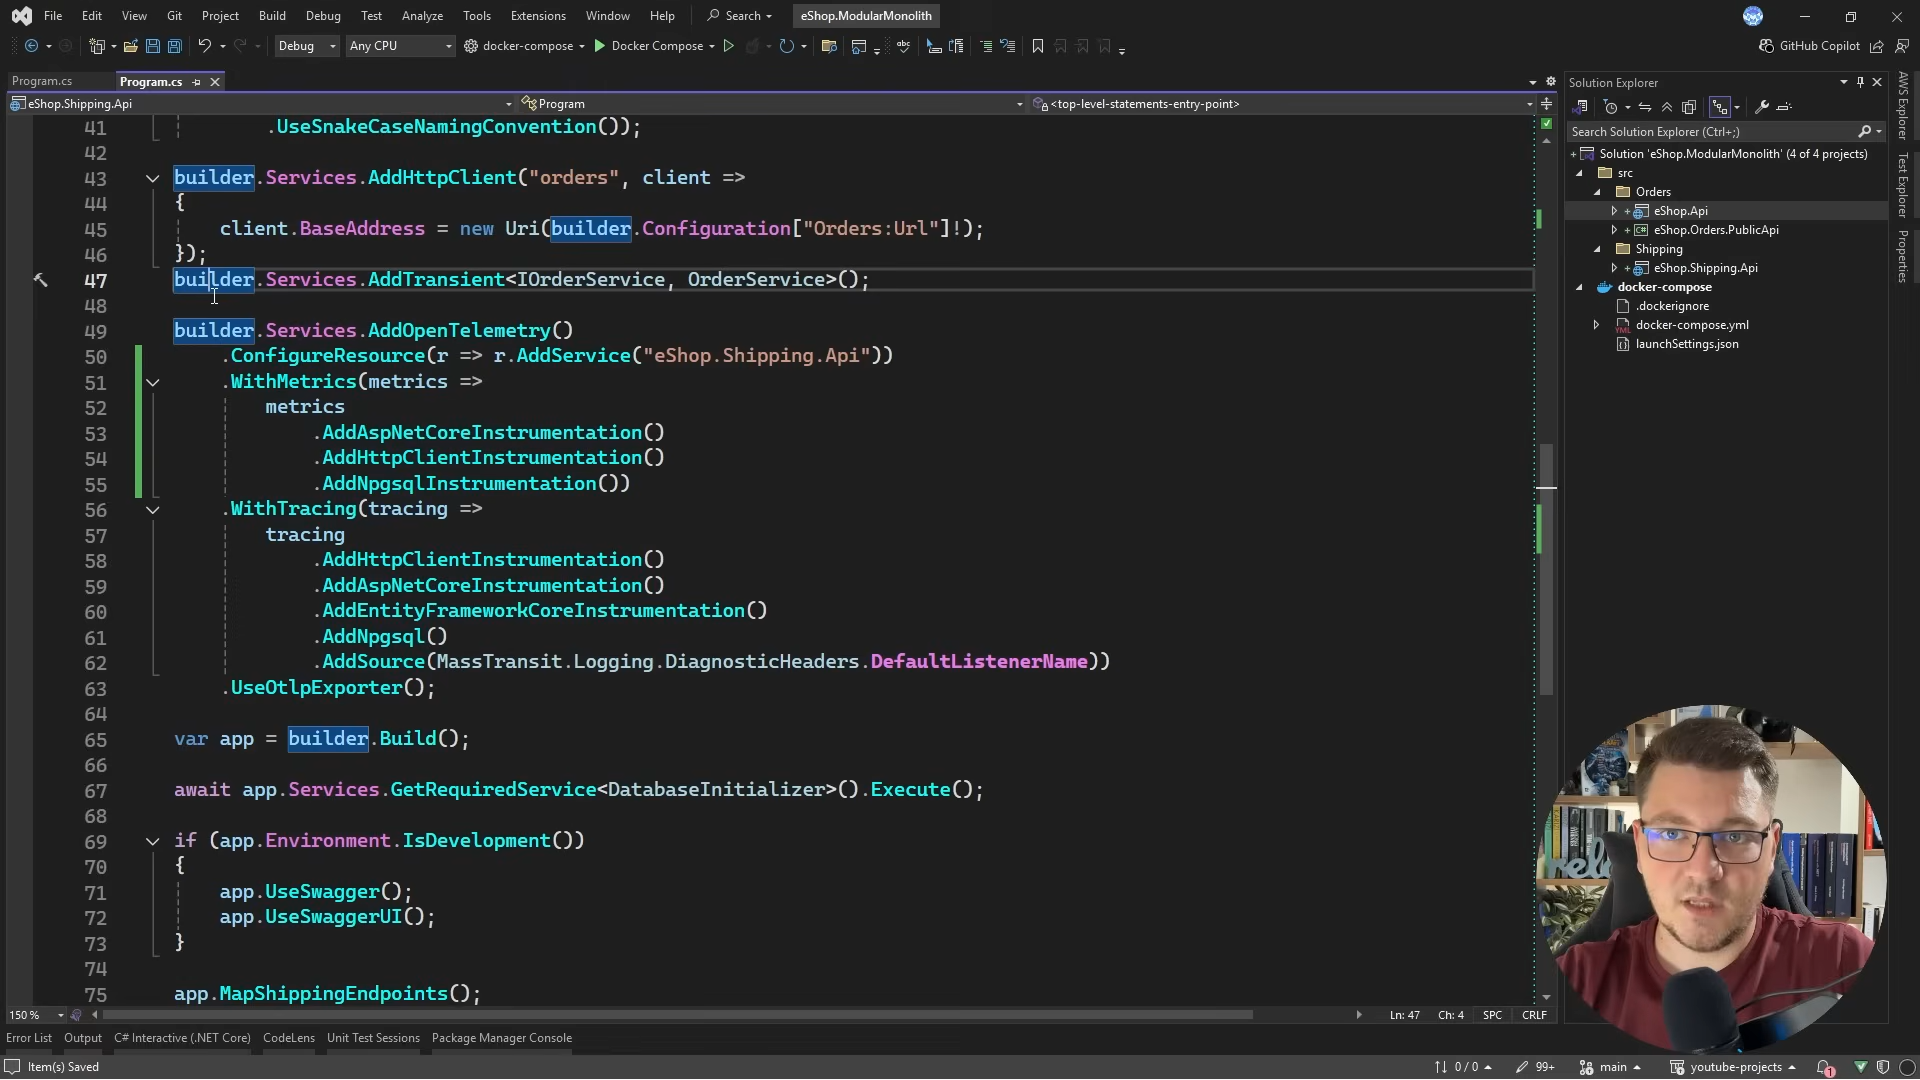 File Edit View Git Project Build Debug Test Analyze Tools Extensions Window Help Search eShop.ModularMonolith
Debug Any CPU docker-compose Docker Compose GitHub Copilot
Program.cs Program.cs
eShop.Shipping.Api Program <top-level-statements-entry-point>
41 .UseSnakeCaseNamingConvention());
42
43 builder.Services.AddHttpClient("orders", client =>
44 {
45 client.BaseAddress = new Uri(builder.Configuration["Orders:Url"]!);
46 });
47 builder.Services.AddTransient<IOrderService, OrderService>();
48
49 builder.Services.AddOpenTelemetry()
50 .ConfigureResource(r => r.AddService("eShop.Shipping.Api"))
51 .WithMetrics(metrics =>
52 metrics
53 .AddAspNetCoreInstrumentation()
54 .AddHttpClientInstrumentation()
55 .AddNpgsqlInstrumentation())
56 .WithTracing(tracing =>
57 tracing
58 .AddHttpClientInstrumentation()
59 .AddAspNetCoreInstrumentation()
60 .AddEntityFrameworkCoreInstrumentation()
61 .AddNpgsql()
62 .AddSource(MassTransit.Logging.DiagnosticHeaders.DefaultListenerName))
63 .UseOtlpExporter();
64
65 var app = builder.Build();
66
67 await app.Services.GetRequiredService<DatabaseInitializer>().Execute();
68
69 if (app.Environment.IsDevelopment())
70 {
71 app.UseSwagger();
72 app.UseSwaggerUI();
73 }
74
75 app.MapShippingEndpoints();
150 % Ln: 47 Ch: 4 SPC CRLF
Error List Output C# Interactive (.NET Core) CodeLens Unit Test Sessions Package Manager Console
Item(s) Saved 0 / 0 99+ main youtube-projects 1
Solution Explorer
Search Solution Explorer (Ctrl+;)
Solution 'eShop.ModularMonolith' (4 of 4 projects)
src
Orders
eShop.Api
eShop.Orders.PublicApi
Shipping
eShop.Shipping.Api
docker-compose
.dockerignore
docker-compose.yml
launchSettings.json
AWS Explorer
Test Explorer
Properties